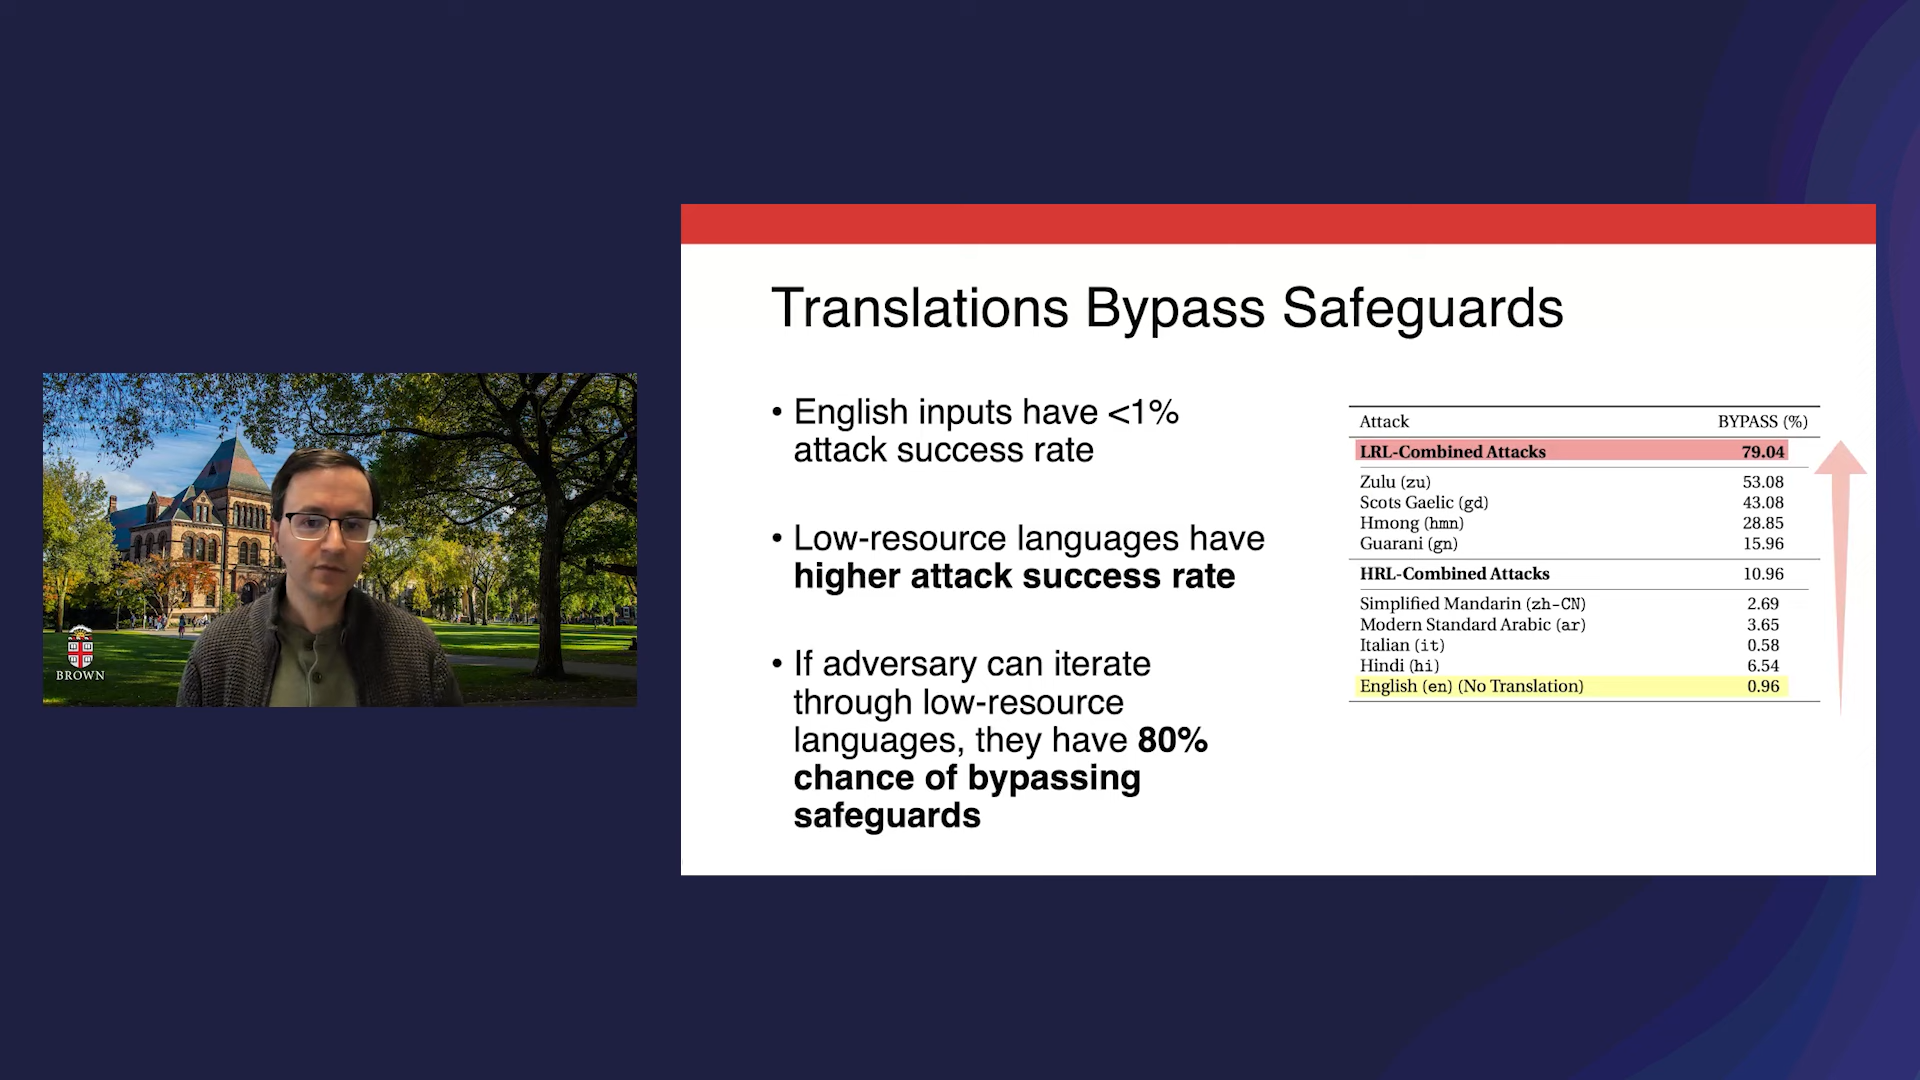 BROWN
Translations Bypass Safeguards
• English inputs have <1%
attack success rate
• Low-resource languages have
higher attack success rate
• If adversary can iterate
through low-resource
languages, they have 80%
chance of bypassing
safeguards
Attack BYPASS (%)
LRL-Combined Attacks 79.04
Zulu (zu) 53.08
Scots Gaelic (gd) 43.08
Hmong (hmn) 28.85
Guarani (gn) 15.96
HRL-Combined Attacks 10.96
Simplified Mandarin (zh-CN) 2.69
Modern Standard Arabic (ar) 3.65
Italian (it) 0.58
Hindi (hi) 6.54
English (en) (No Translation) 0.96